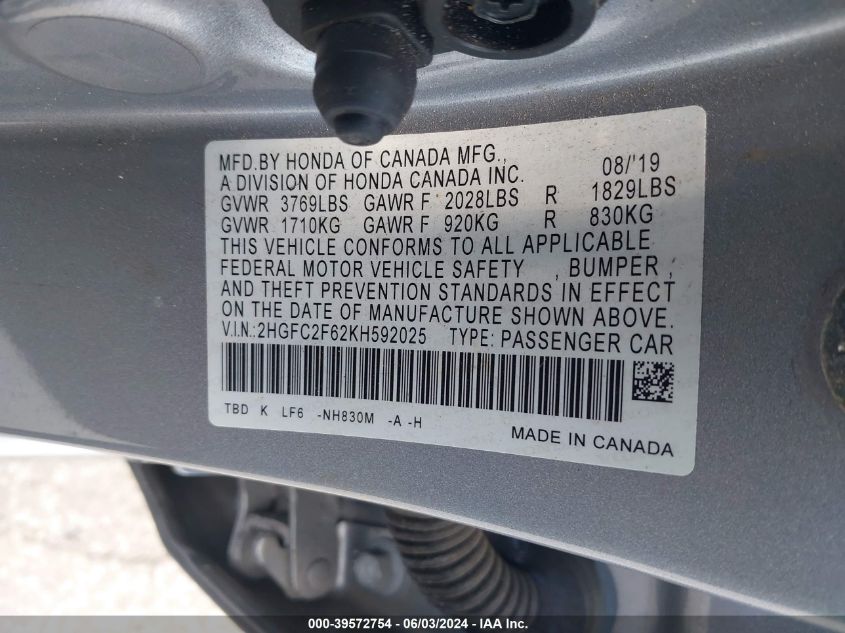 MFD.BY HONDA OF CANADA MFG., 08/'19
A DIVISION OF HONDA CANADA INC.
GVWR 3769LBS GAWR F 2028LBS R 1829LBS
GVWR 1710KG GAWR F 920KG R 830KG
THIS VEHICLE CONFORMS TO ALL APPLICABLE
FEDERAL MOTOR VEHICLE SAFETY , BUMPER ,
AND THEFT PREVENTION STANDARDS IN EFFECT
ON THE DATE OF MANUFACTURE SHOWN ABOVE.
V.I.N.:2HGFC2F62KH592025 TYPE: PASSENGER CAR
TBD K LF6 -NH830M -A -H
MADE IN CANADA
000-39572754 - 06/03/2024 - IAA Inc.